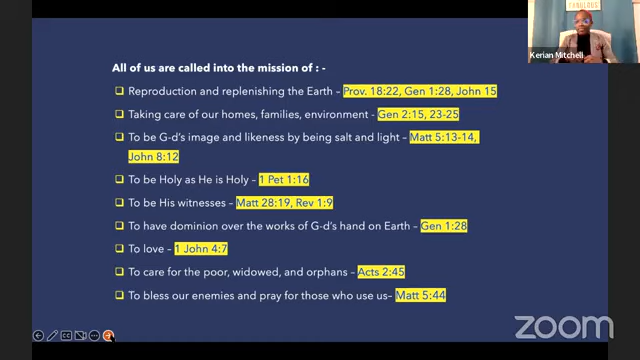 FABULOUS
Kerian Mitchell
All of us are called into the mission of : -
Reproduction and replenishing the Earth – Prov. 18:22, Gen 1:28, John 15
Taking care of our homes, families, environment - Gen 2:15, 23-25
To be G-d's image and likeness by being salt and light – Matt 5:13-14,
John 8:12
To be Holy as He is Holy – 1 Pet 1:16
To be His witnesses – Matt 28:19, Rev 1:9
To have dominion over the works of G-d's hand on Earth – Gen 1:28
To love – 1 John 4:7
To care for the poor, widowed, and orphans – Acts 2:45
To bless our enemies and pray for those who use us– Matt 5:44
zoom